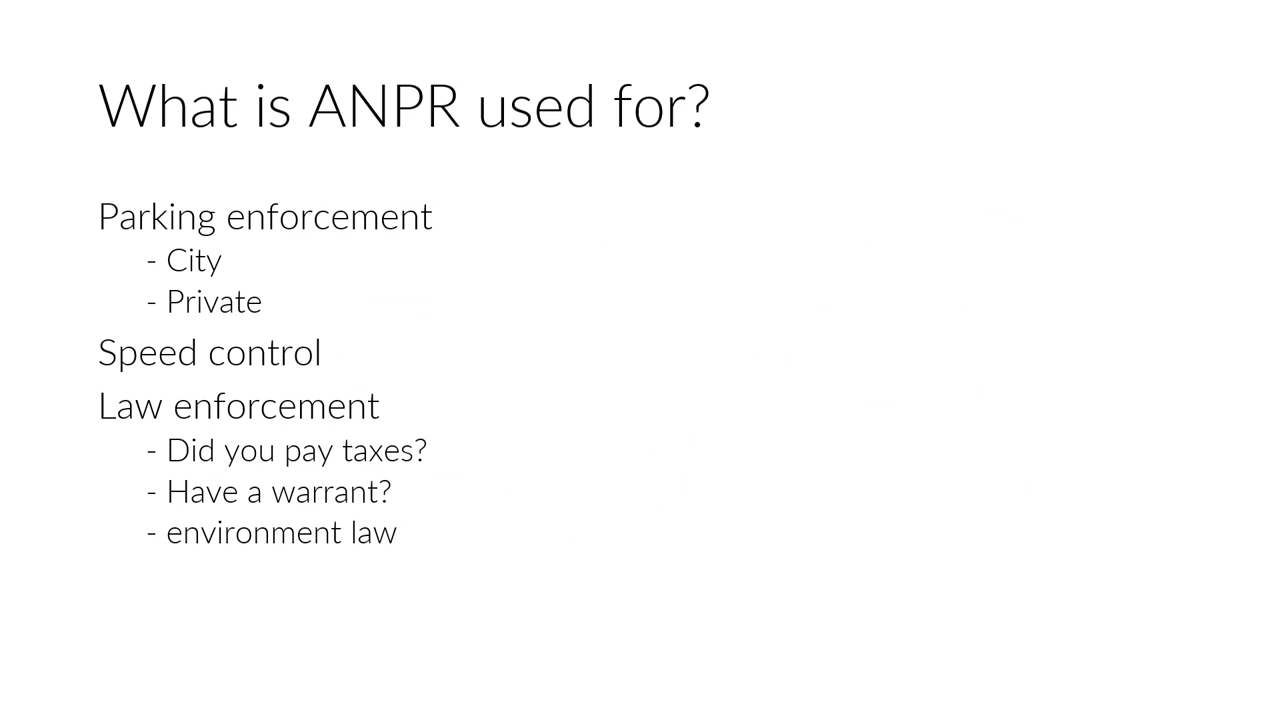 What is ANPR used for?
Parking enforcement
- City
- Private
Speed control
Law enforcement
- Did you pay taxes?
- Have a warrant?
- environment law